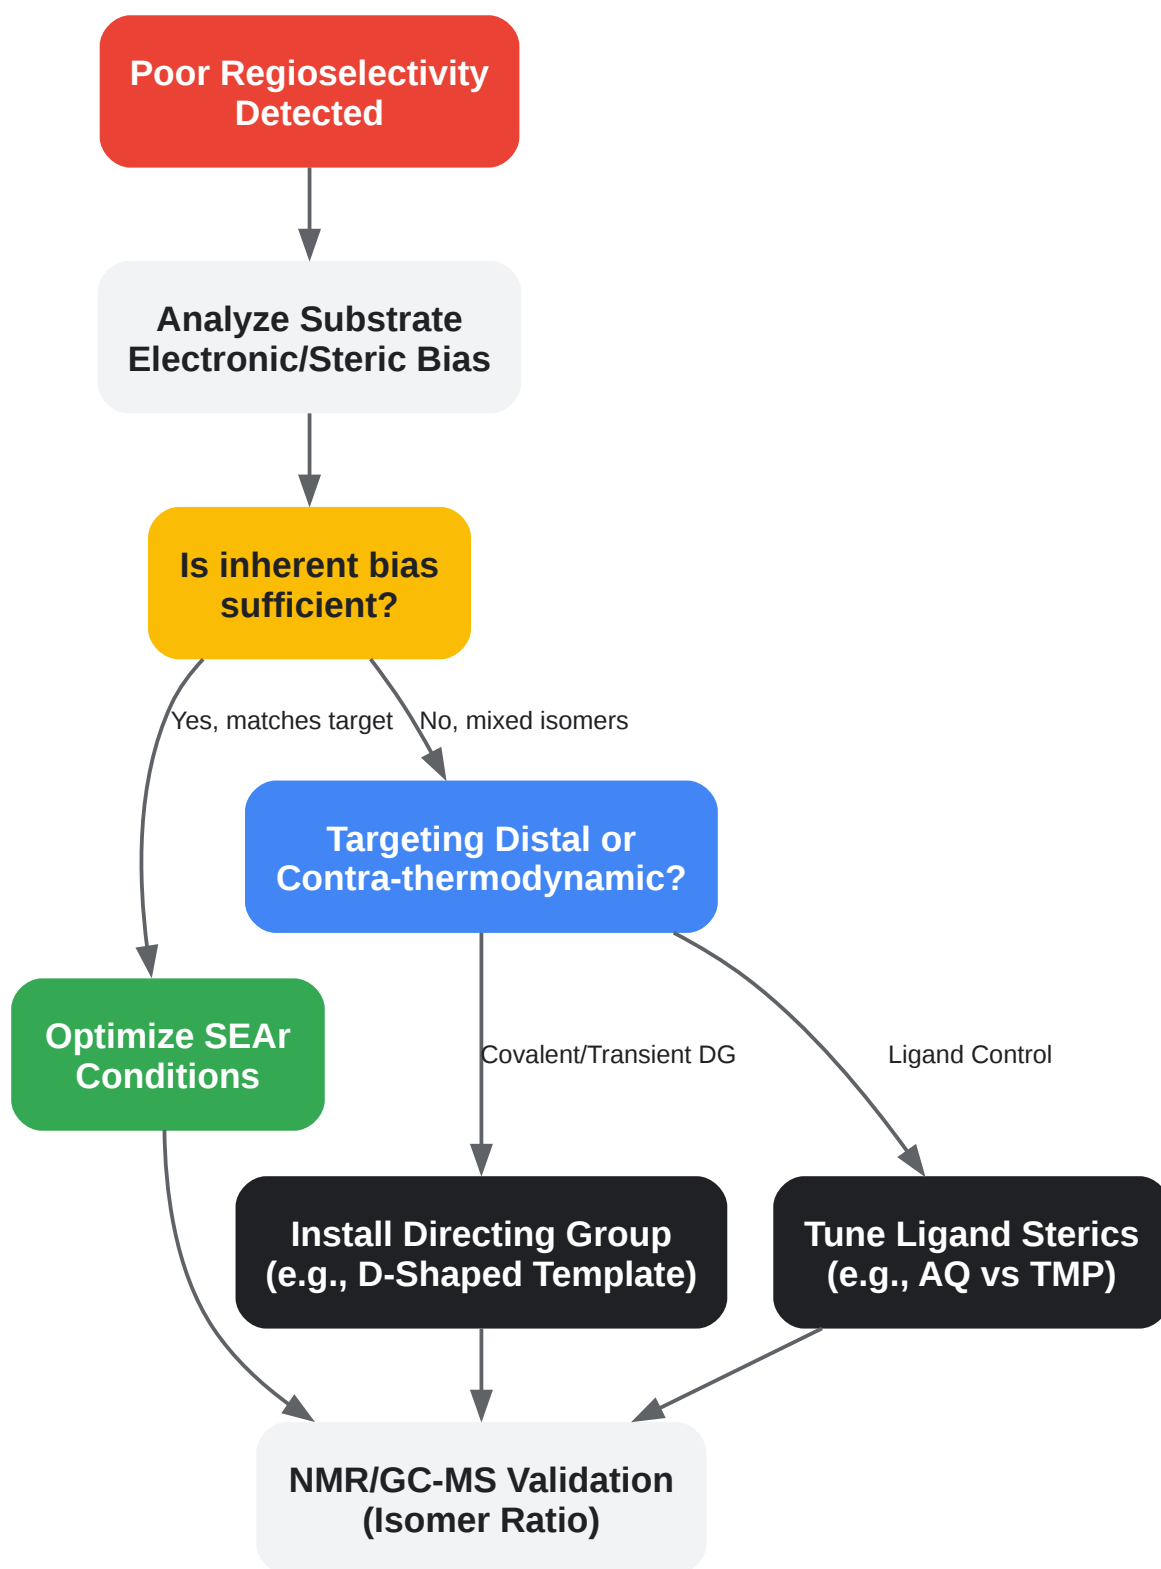 Poor Regioselectivity
Detected
Analyze Substrate
Electronic/Steric Bias
Is inherent bias
sufficient?
Yes, matches target
No, mixed isomers
Targeting Distal or
Contra-thermodynamic?
Optimize SEAr
Conditions
Covalent/Transient DG
Ligand Control
Install Directing Group
(e.g., D-Shaped Template)
Tune Ligand Sterics
(e.g., AQ vs TMP)
NMR/GC-MS Validation
(Isomer Ratio)